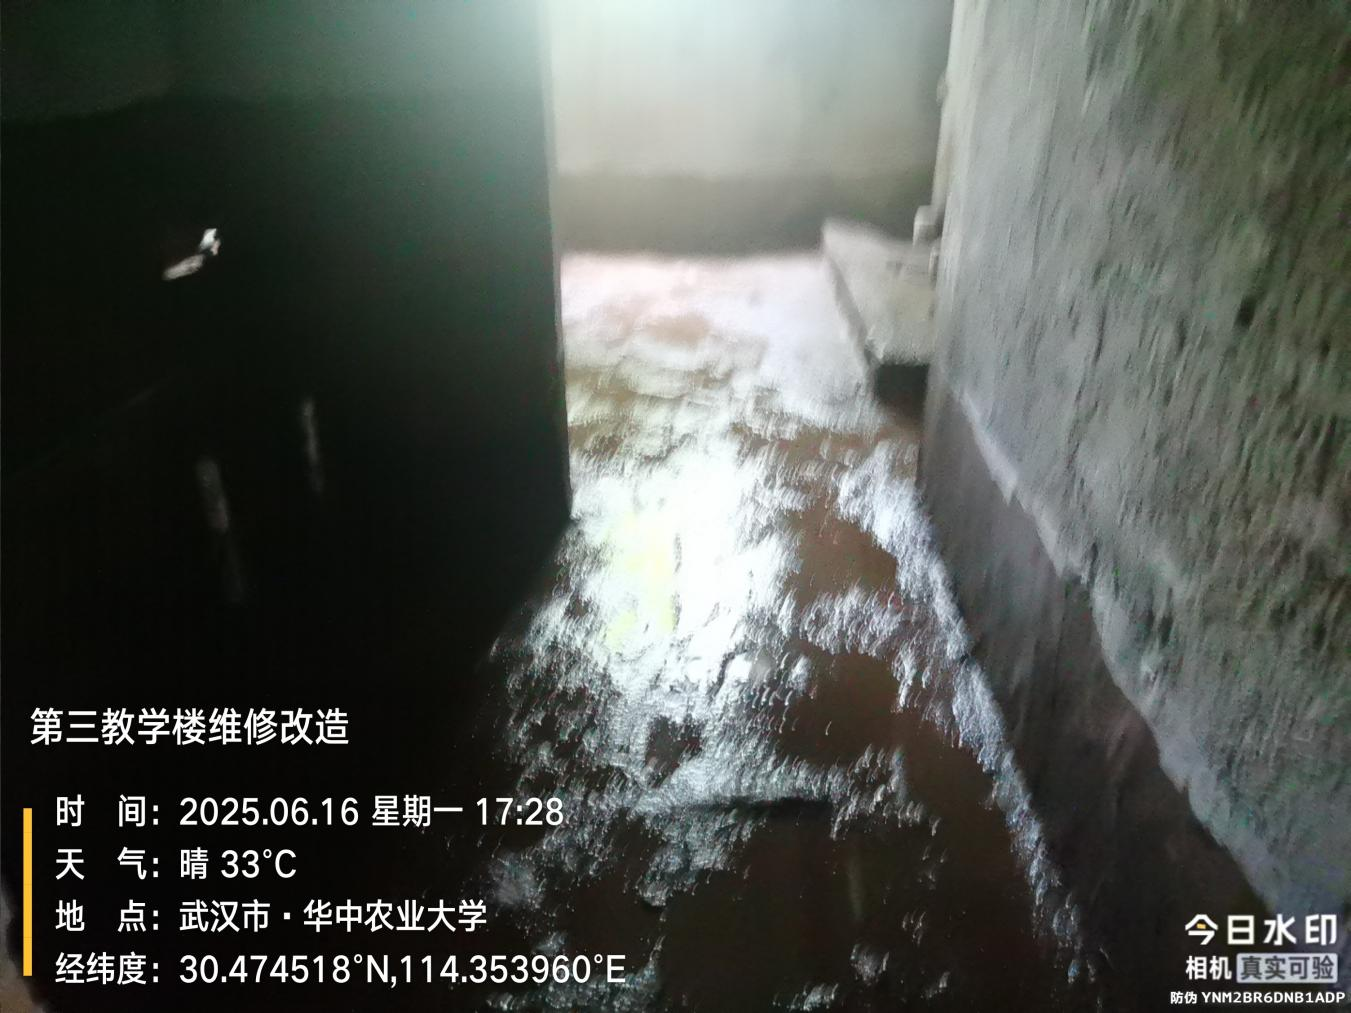 第三教学楼维修改造
时 间：2025.06.16 星期一 17:28
天 气：晴 33°C
地 点：武汉市·华中农业大学
经纬度：30.474518°N,114.353960°E
今日水印
相机 真实可验
防伪 YNM2BR6DNB1ADP